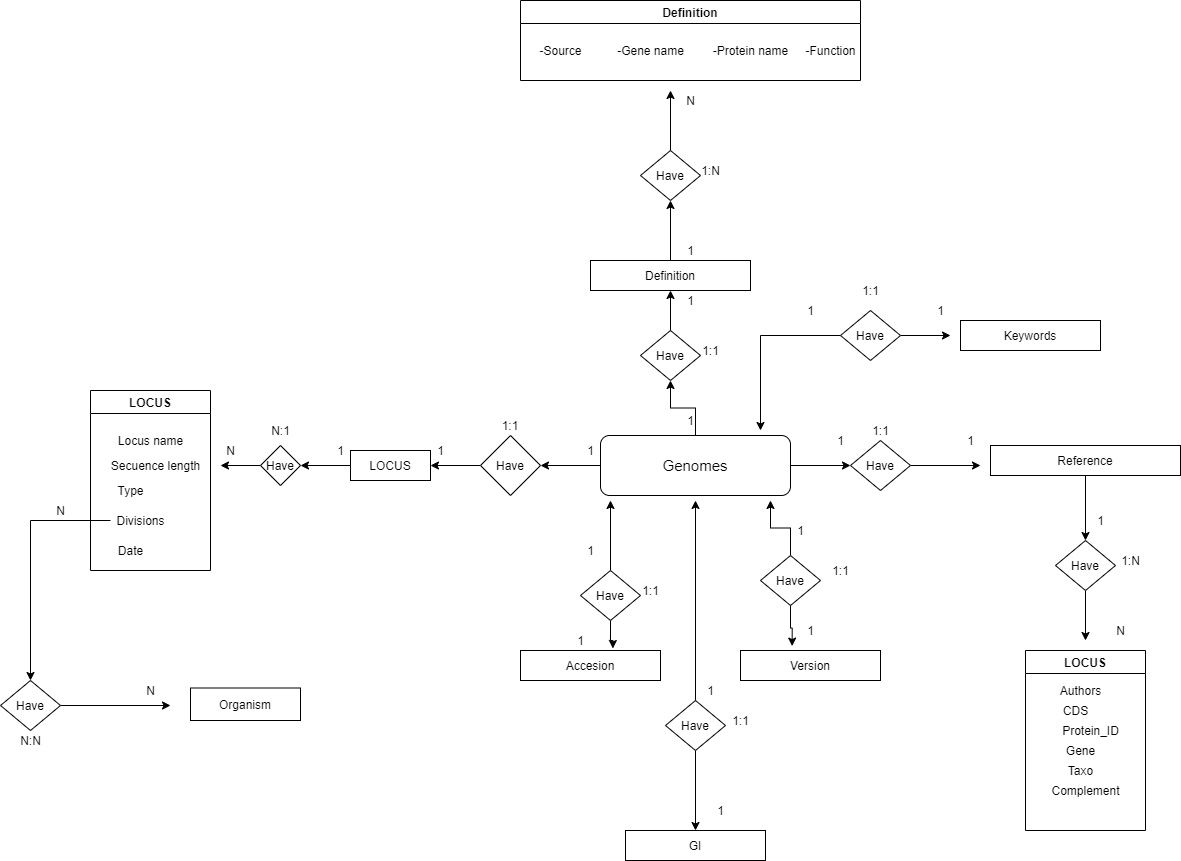 Definition
-Source -Gene name -Protein name -Function
N
Have 1:N
1
Definition
1
Have 1:1
1
1:1
1 Have 1
Keywords
Genomes
1:1
1 Have 1
Reference
1
Have 1:N
N
LOCUS
Authors
CDS
Protein_ID
Gene
Taxo
Complement
1:1
1 Have 1
LOCUS
N:1
N Have 1
LOCUS
Locus name
Secuence length
Type
Divisions
Date
N
Have N
N:N
Organism
1
Have 1:1
1
Accesion
1
Have 1:1
1
GI
1
Have 1:1
1
Version